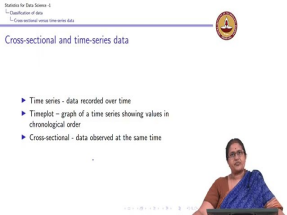 Statistics for Data Science -1
Classification of data
Cross-sectional versus time-series data
Cross-sectional and time-series data
Time series - data recorded over time
Timeplot – graph of a time series showing values in
chronological order
Cross-sectional - data observed at the same time